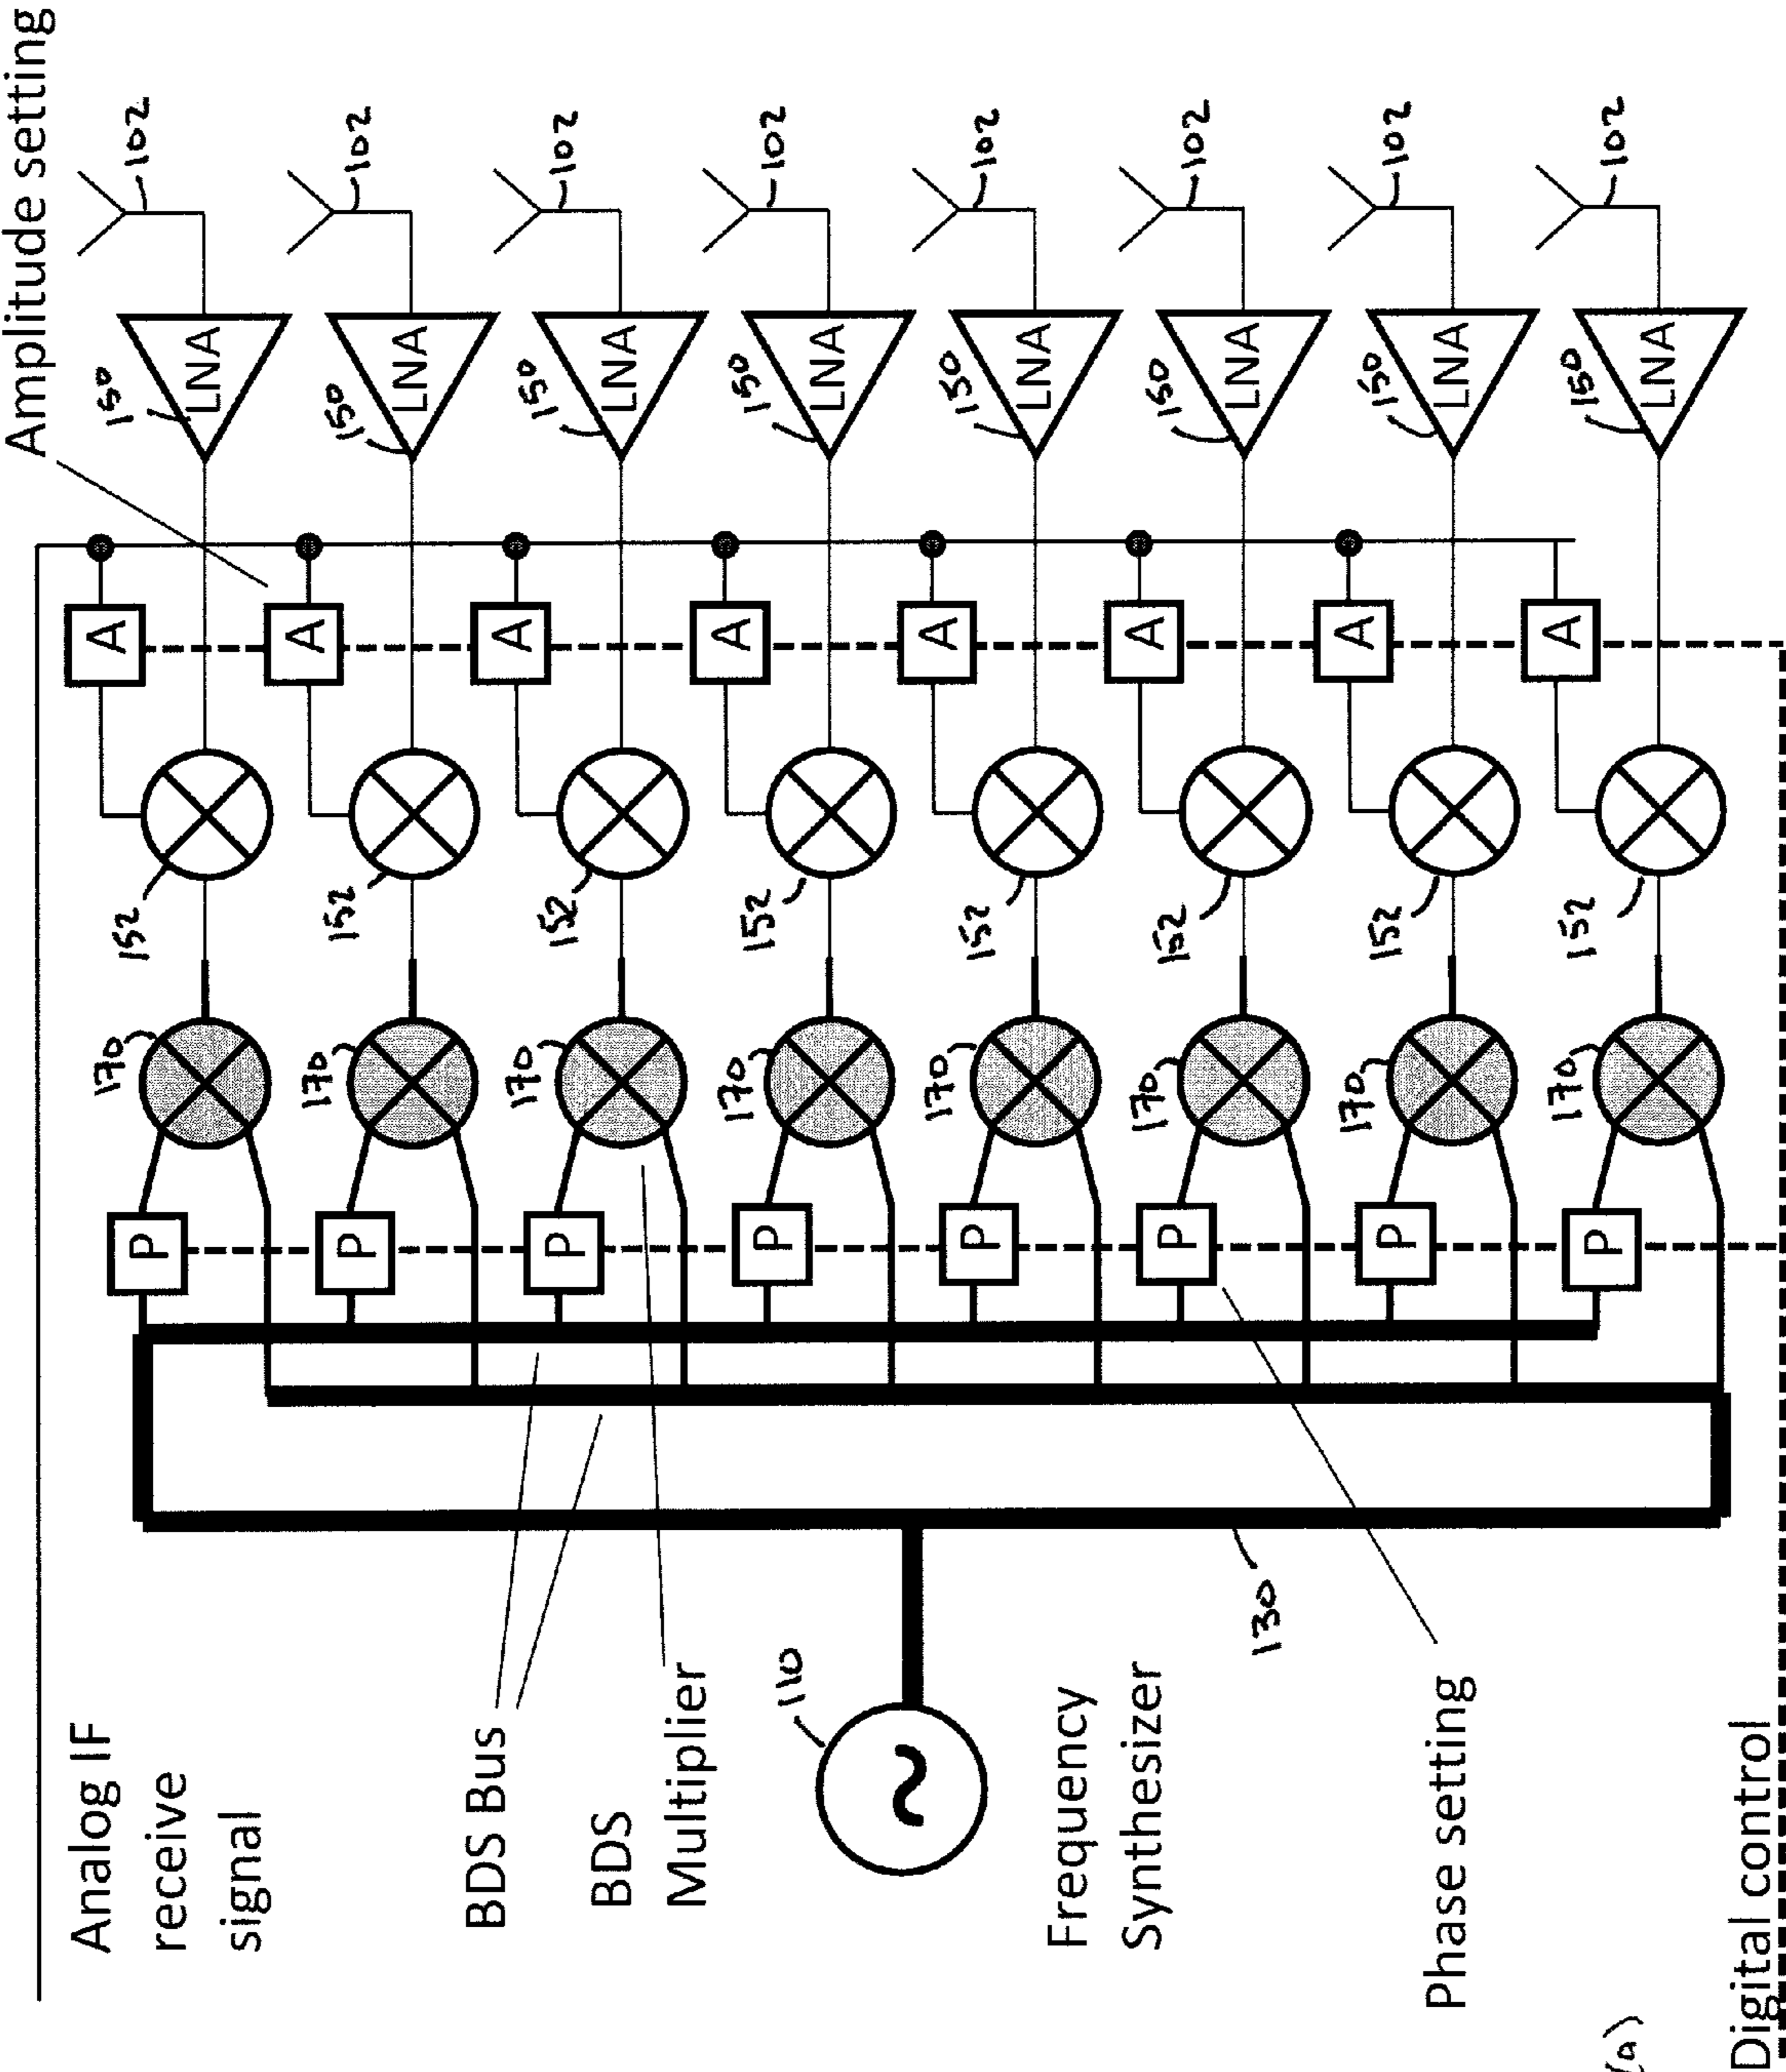 Amplitude setting
102
102
102
102
102
102
102
102
150
150
150
150
150
150
150
150
LNA
LNA
LNA
LNA
LNA
LNA
LNA
LNA
A
A
A
A
A
A
A
A
152
152
152
152
152
152
152
152
170
170
170
170
170
170
170
170
P
P
P
P
P
P
P
P
Analog IF
receive
signal
BDS Bus
BDS
Multiplier
110
Frequency
Synthesizer
130
Phase setting
Digital control
(a)